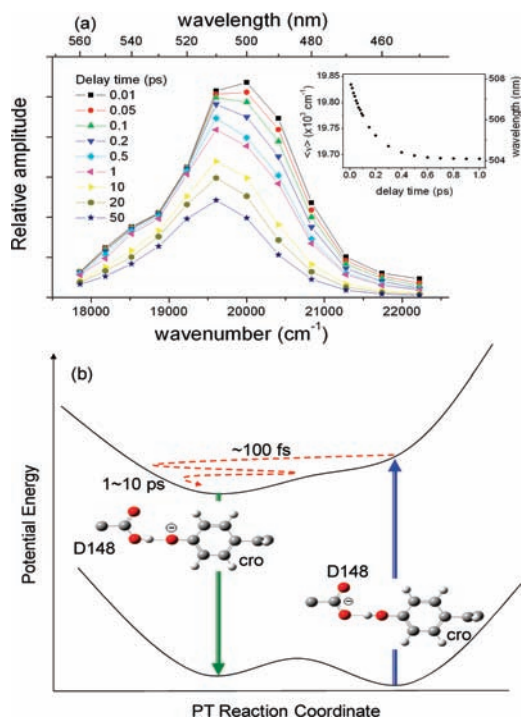 wavelength (nm)
560 540 520 500 480 460
(a)
Delay time (ps)
0.01
0.05
0.1
0.2
0.5
1
10
20
50
Relative amplitude
<ν> (x10³ cm⁻¹)
19.85
19.80
19.75
19.70
508
506
504
wavelength (nm)
0.0 0.2 0.4 0.6 0.8 1.0
delay time (ps)
18000 19000 20000 21000 22000
wavenumber (cm⁻¹)
(b)
~100 fs
1~10 ps
⊖
D148
cro
D148
⊖
cro
Potential Energy
PT Reaction Coordinate